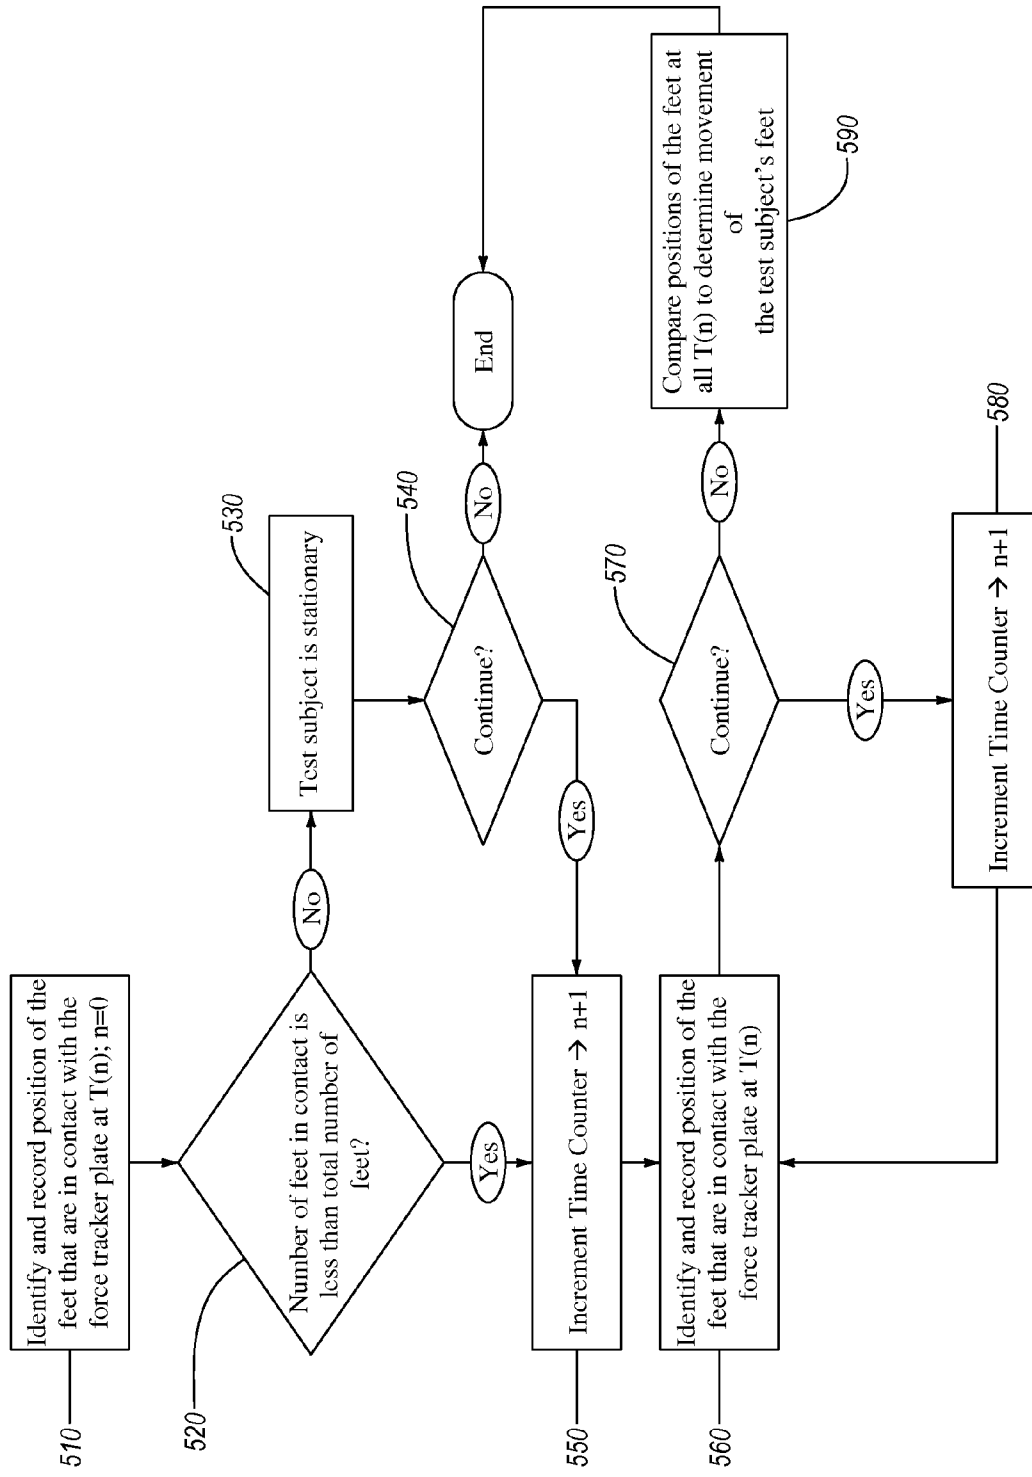 510
Identify and record position of the
feet that are in contact with the
force tracker plate at T(n); n=0
520
Number of feet in contact is
less than total number of
feet?
No
Test subject is stationary
530
Continue?
540
No
End
Yes
Yes
550
Increment Time Counter → n+1
560
Identify and record position of the
feet that are in contact with the
force tracker plate at T(n)
Continue?
570
No
Compare positions of the feet at
all T(n) to determine movement
of
the test subject's feet
590
Yes
Increment Time Counter → n+1
580